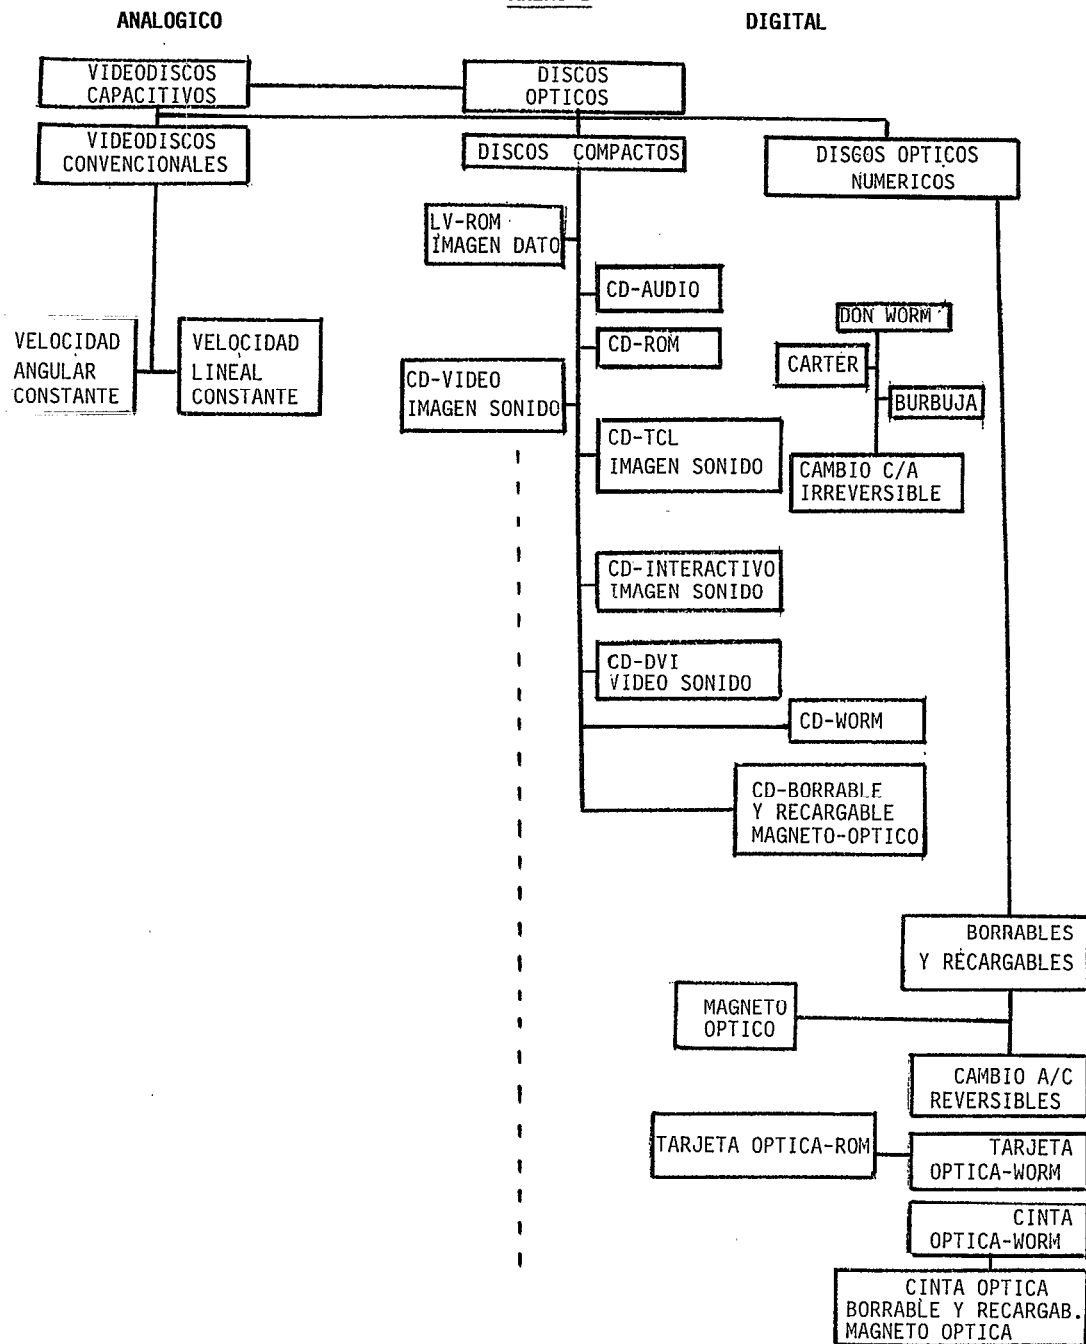 ANALOGICO
DIGITAL
VIDEODISCOS
CAPACITIVOS
DISCOS
OPTICOS
VIDEODISCOS
CONVENCIONALES
DISCOS COMPACTOS
DISCOS OPTICOS
NUMERICOS
LV-ROM
IMAGEN DATO
CD-AUDIO
DON WORM
CD-ROM
CARTER
VELOCIDAD
ANGULAR
CONSTANTE
VELOCIDAD
LINEAL
CONSTANTE
CD-VIDEO
IMAGEN SONIDO
BURBUJA
CD-TCL
IMAGEN SONIDO
CAMBIO C/A
IRREVERSIBLE
CD-INTERACTIVO
IMAGEN SONIDO
CD-DVI
VIDEO SONIDO
CD-WORM
CD-BORRABLE
Y RECARGABLE
MAGNETO-OPTICO
BORRABLES
Y RECARGABLES
MAGNETO
OPTICO
CAMBIO A/C
REVERSIBLES
TARJETA OPTICA-ROM
TARJETA
OPTICA-WORM
CINTA
OPTICA-WORM
CINTA OPTICA
BORRABLE Y RECARGAB.
MAGNETO OPTICA